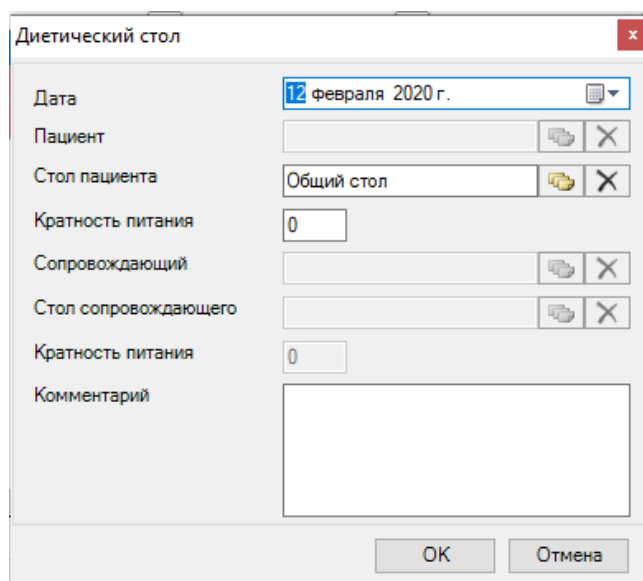 Диетический стол
x
Дата 12 февраля 2020 г.
Пациент
Стол пациента Общий стол
Кратность питания 0
Сопровождающий
Стол сопровождающего
Кратность питания 0
Комментарий
OK Отмена